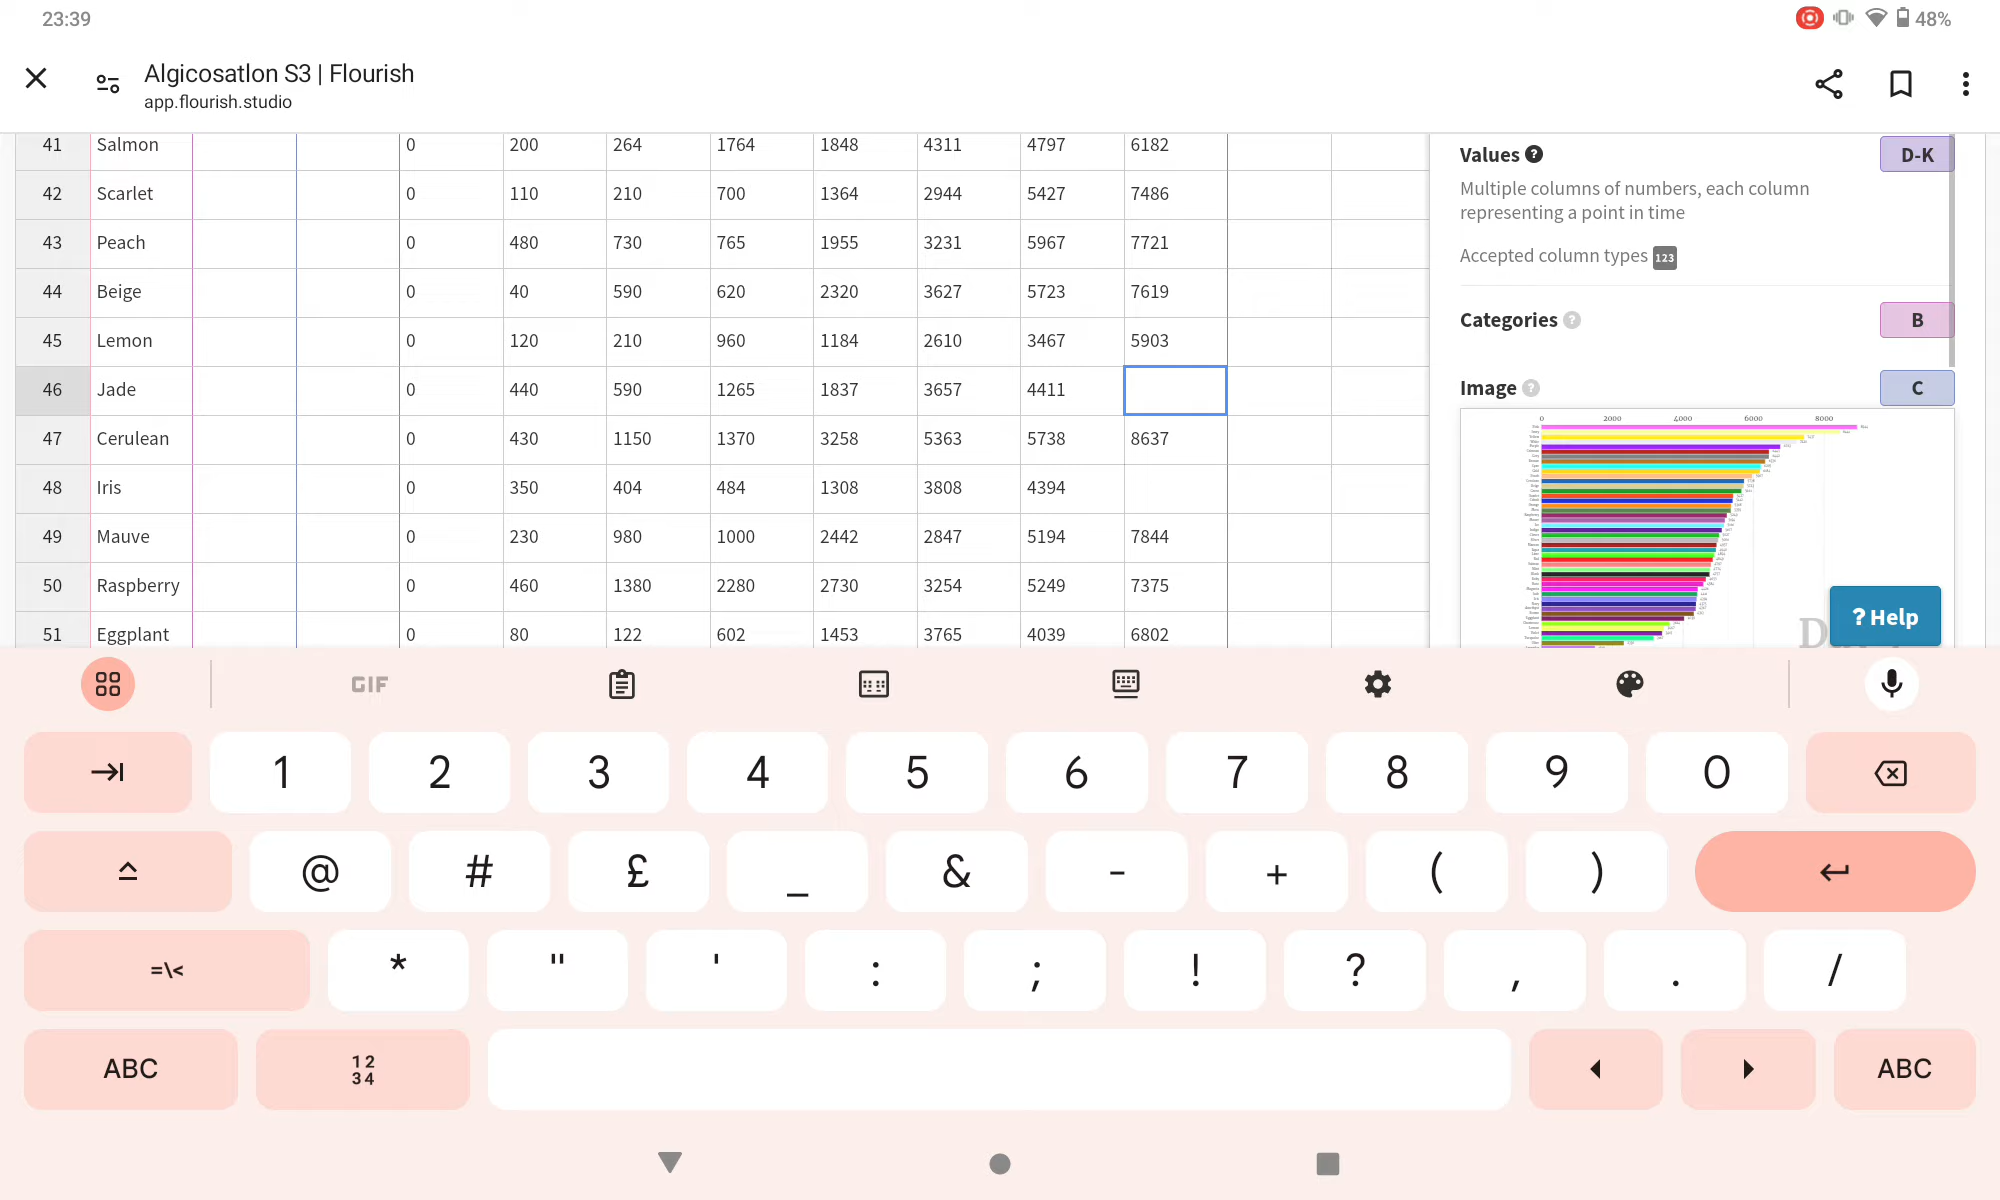 23:39
48%
Algicosatlon S3 | Flourish
app.flourish.studio
41 Salmon 0 200 264 1764 1848 4311 4797 6182
42 Scarlet 0 110 210 700 1364 2944 5427 7486
43 Peach 0 480 730 765 1955 3231 5967 7721
44 Beige 0 40 590 620 2320 3627 5723 7619
45 Lemon 0 120 210 960 1184 2610 3467 5903
46 Jade 0 440 590 1265 1837 3657 4411
47 Cerulean 0 430 1150 1370 3258 5363 5738 8637
48 Iris 0 350 404 484 1308 3808 4394
49 Mauve 0 230 980 1000 2442 2847 5194 7844
50 Raspberry 0 460 1380 2280 2730 3254 5249 7375
51 Eggplant 0 80 122 602 1453 3765 4039 6802
Values ? D-K
Multiple columns of numbers, each column
representing a point in time
Accepted column types 123
Categories ? B
Image ? C
0 2000 4000 6000 8000
? Help
GIF
1 2 3 4 5 6 7 8 9 0
@ # £ _ & - + ( )
=\< * " ' : ; ! ? , . /
ABC 1 2 3 4 ABC